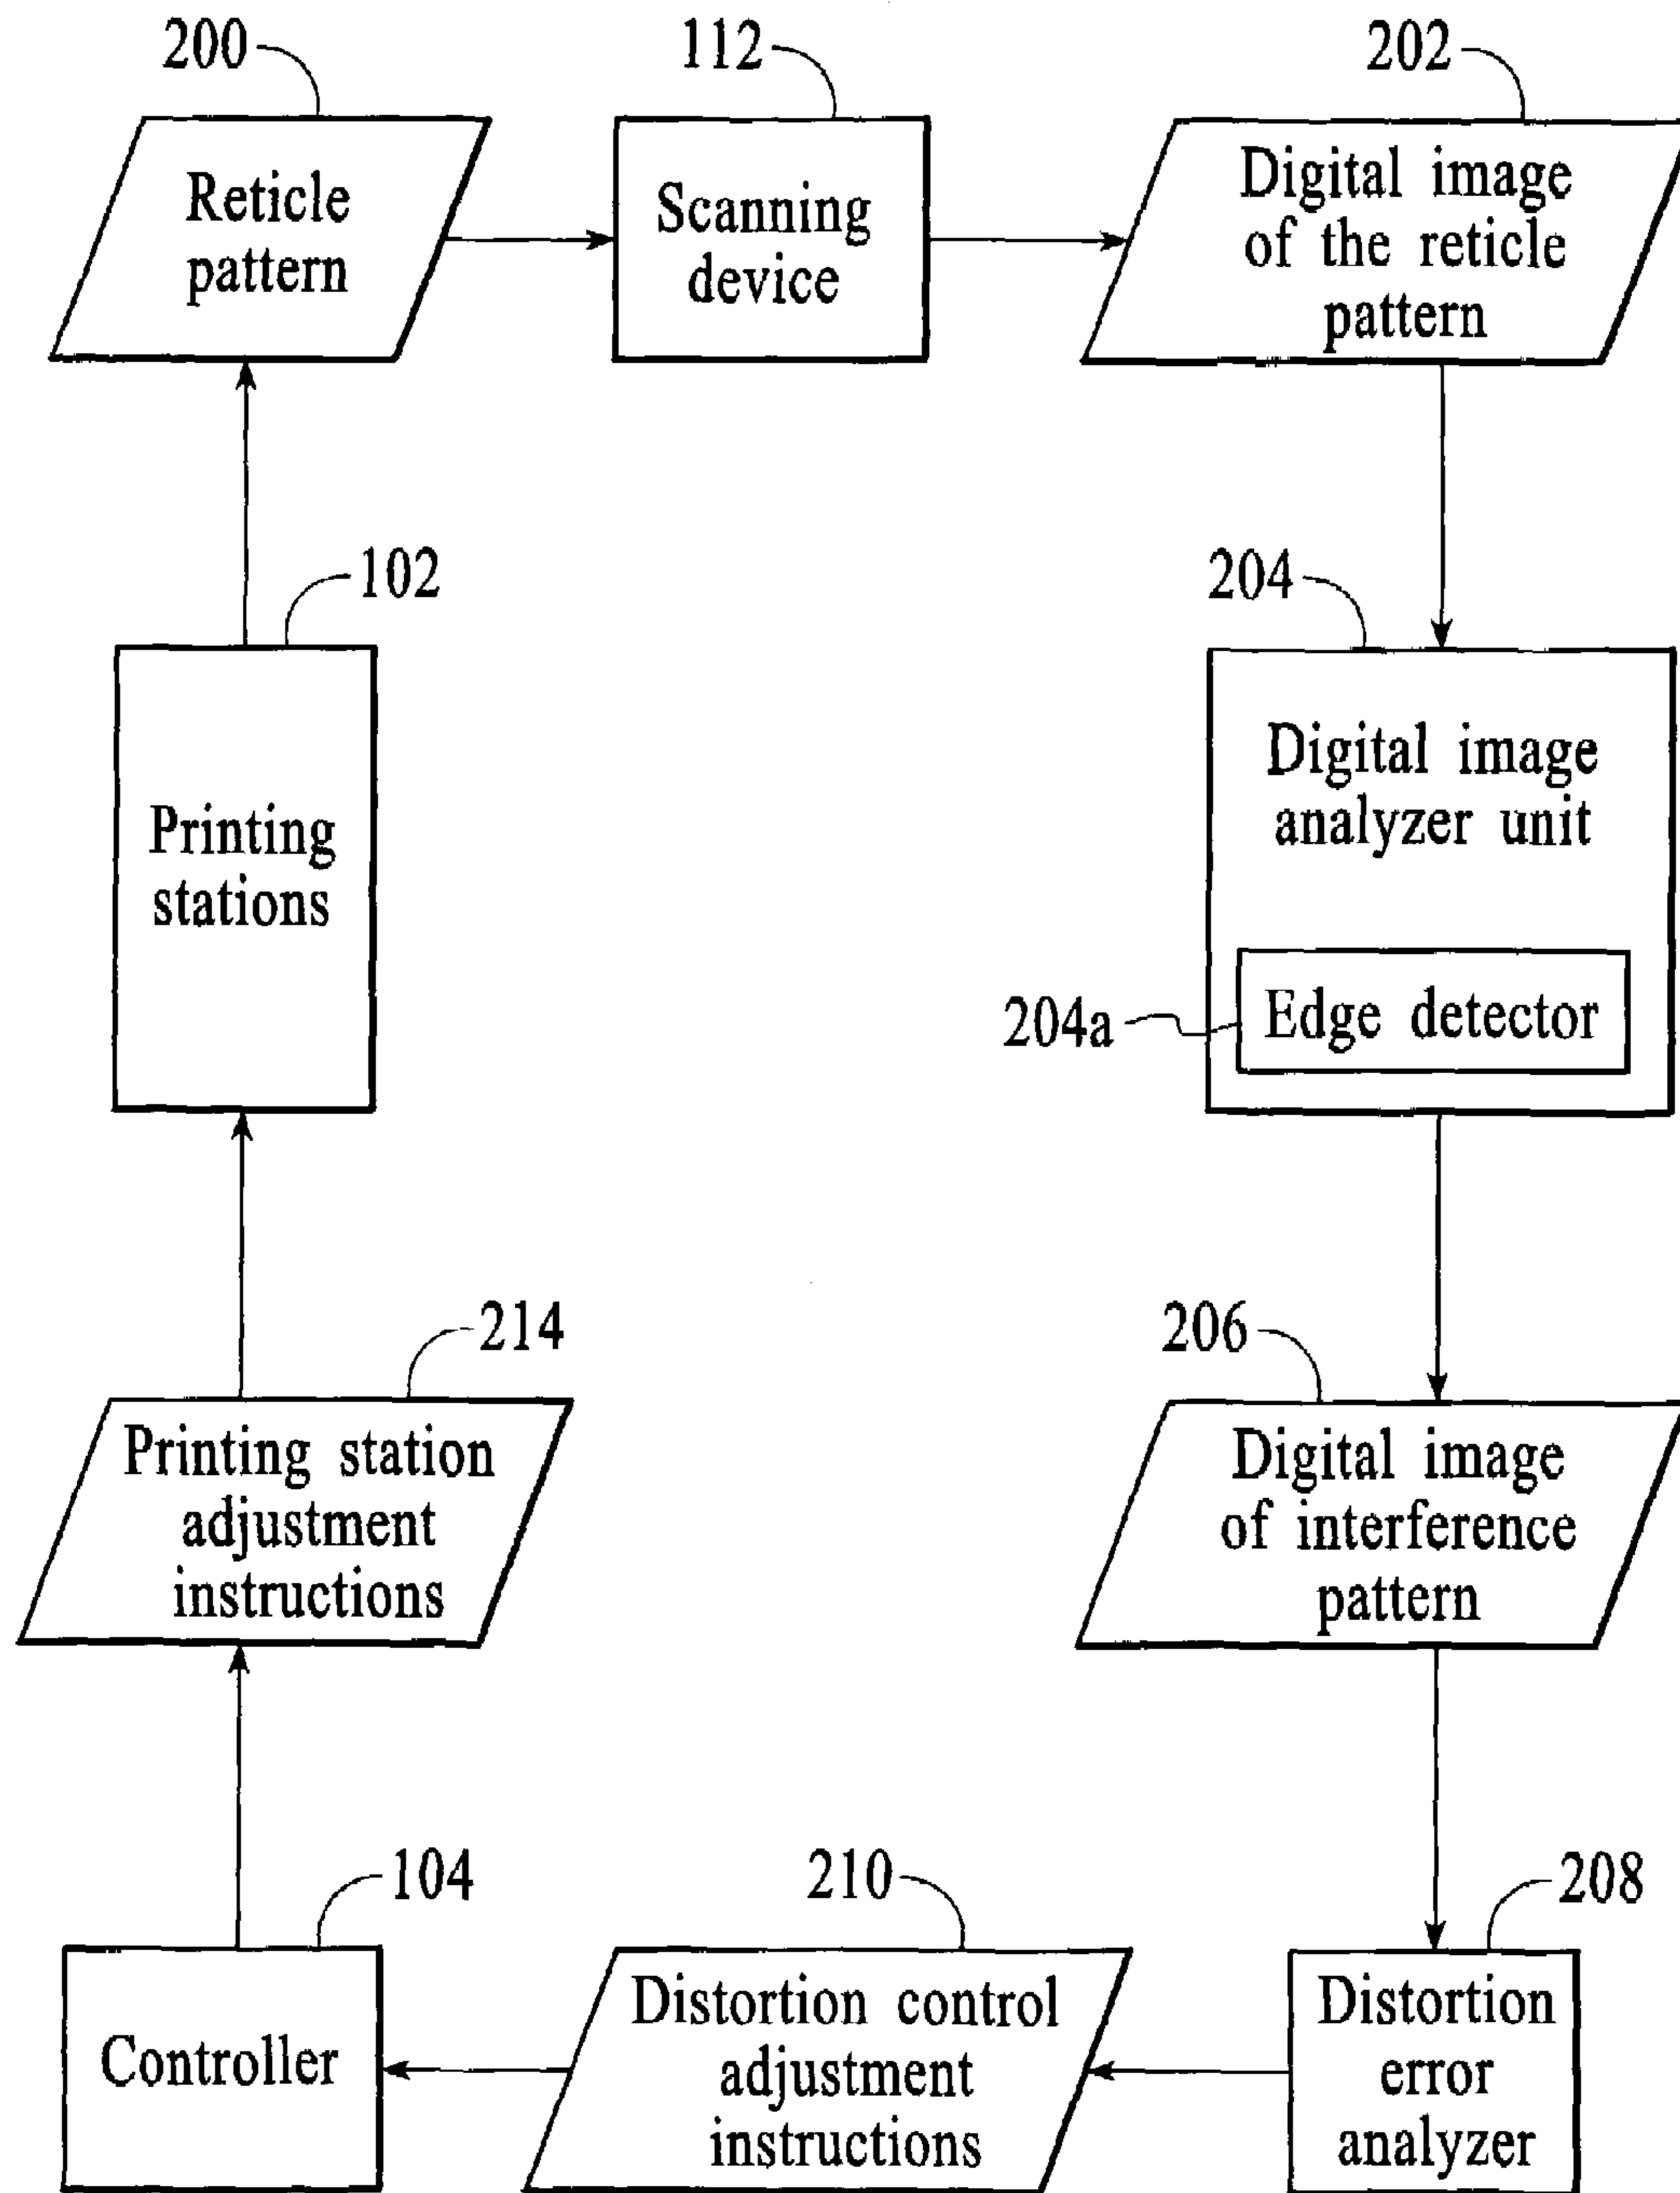 200
112
202
Reticle
pattern
Scanning
device
Digital image
of the reticle
pattern
102
204
Printing
stations
Digital image
analyzer unit
204a
Edge detector
214
206
Printing station
adjustment
instructions
Digital image
of interference
pattern
104
210
208
Controller
Distortion control
adjustment
instructions
Distortion
error
analyzer